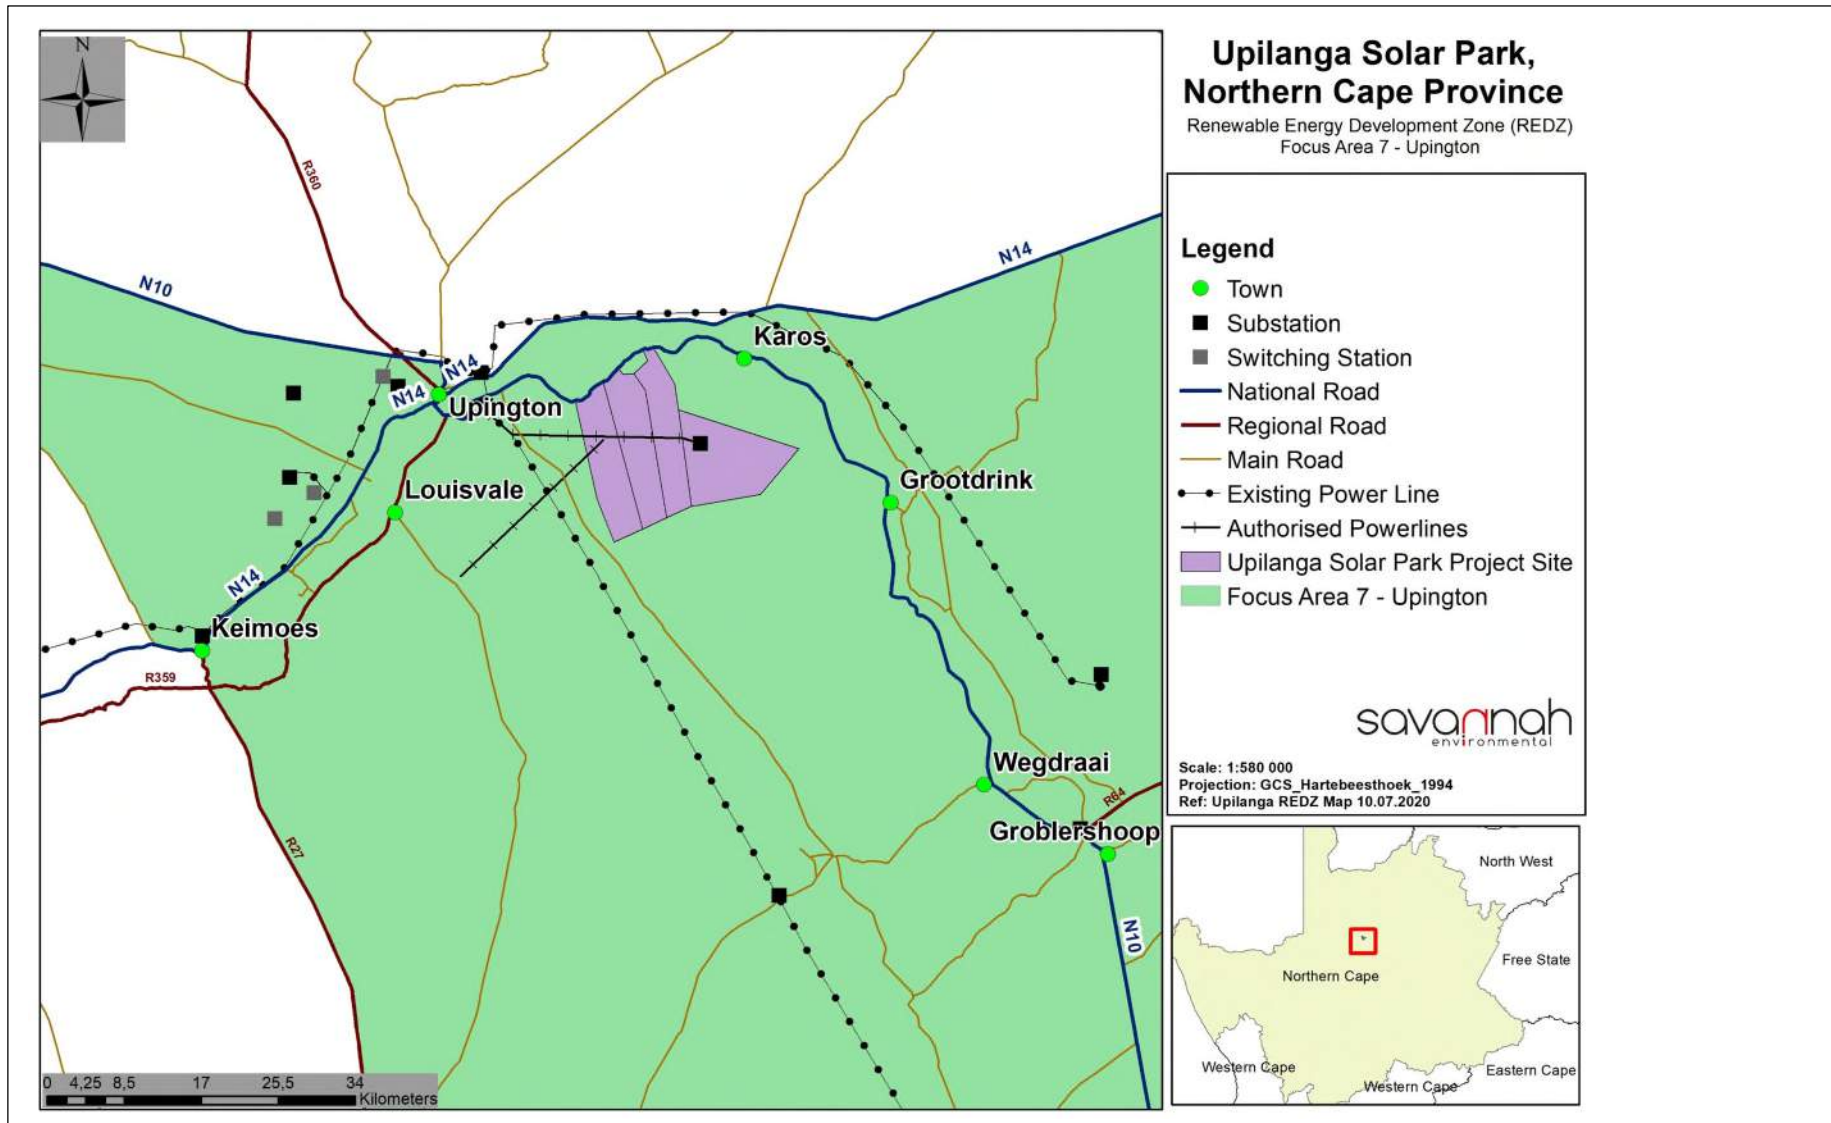 N
R360
N10
N14
Karos
N14
N14
Upington
Louisvale
Grootdrink
N14
Keimoes
R359
Wegdraai
R64
Groblershoop
R27
N10
0 4,25 8,5 17 25,5 34
Kilometers
Upilanga Solar Park,
Northern Cape Province
Renewable Energy Development Zone (REDZ)
Focus Area 7 - Upington
Legend
Town
Substation
Switching Station
National Road
Regional Road
Main Road
Existing Power Line
Authorised Powerlines
Upilanga Solar Park Project Site
Focus Area 7 - Upington
savannah
environmental
Scale: 1:580 000
Projection: GCS_Hartebeesthoek_1994
Ref: Upilanga REDZ Map 10.07.2020
North West
Free State
Northern Cape
Western Cape
Eastern Cape
Western Cape